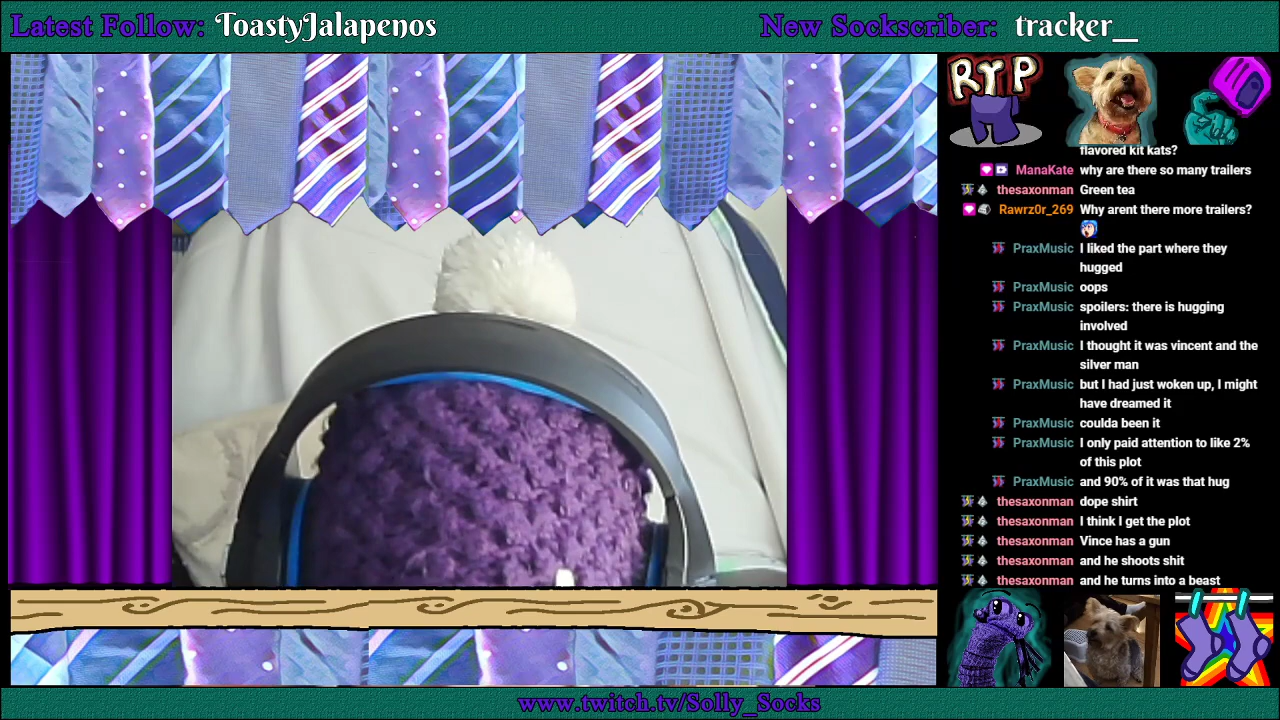 Latest Follow: ToastyJalapenos
New Sockscriber: tracker__
RIP
flavored kit kats?
ManaKate why are there so many trailers
thesaxonman Green tea
Rawrz0r_269 Why arent there more trailers?
PraxMusic I liked the part where they
hugged
PraxMusic oops
PraxMusic spoilers: there is hugging
involved
PraxMusic I thought it was vincent and the
silver man
PraxMusic but I had just woken up, I might
have dreamed it
PraxMusic coulda been it
PraxMusic I only paid attention to like 2%
of this plot
PraxMusic and 90% of it was that hug
thesaxonman dope shirt
thesaxonman I think I get the plot
thesaxonman Vince has a gun
thesaxonman and he shoots shit
thesaxonman and he turns into a beast
www.twitch.tv/Solly_Socks